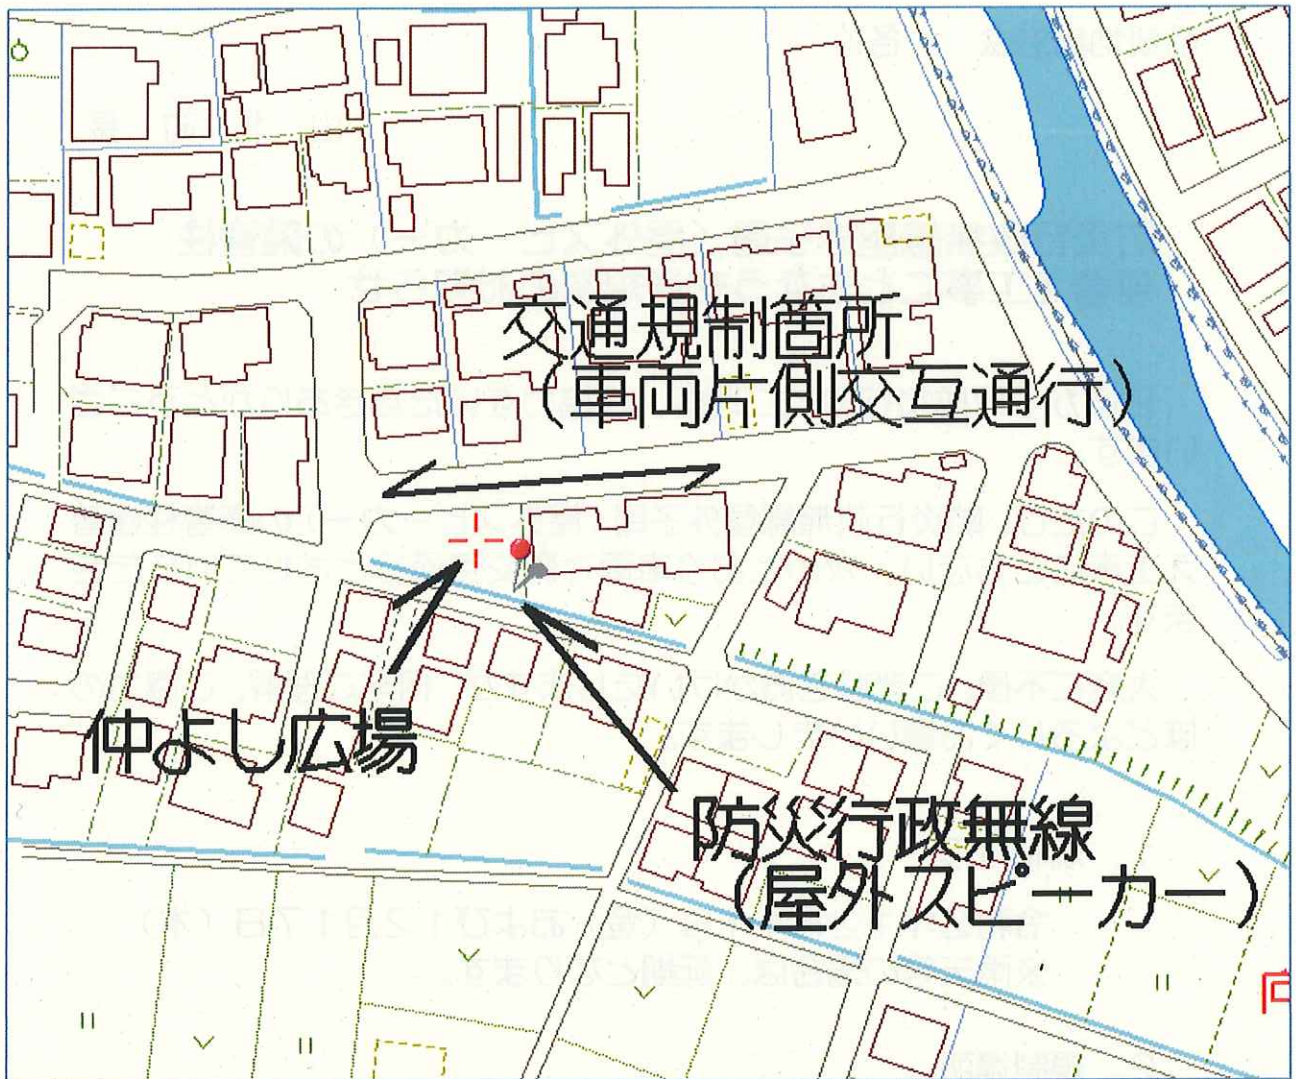 交通規制箇所
（車両片側交互通行）
仲よし広場
防災行政無線
（屋外スピーカー）